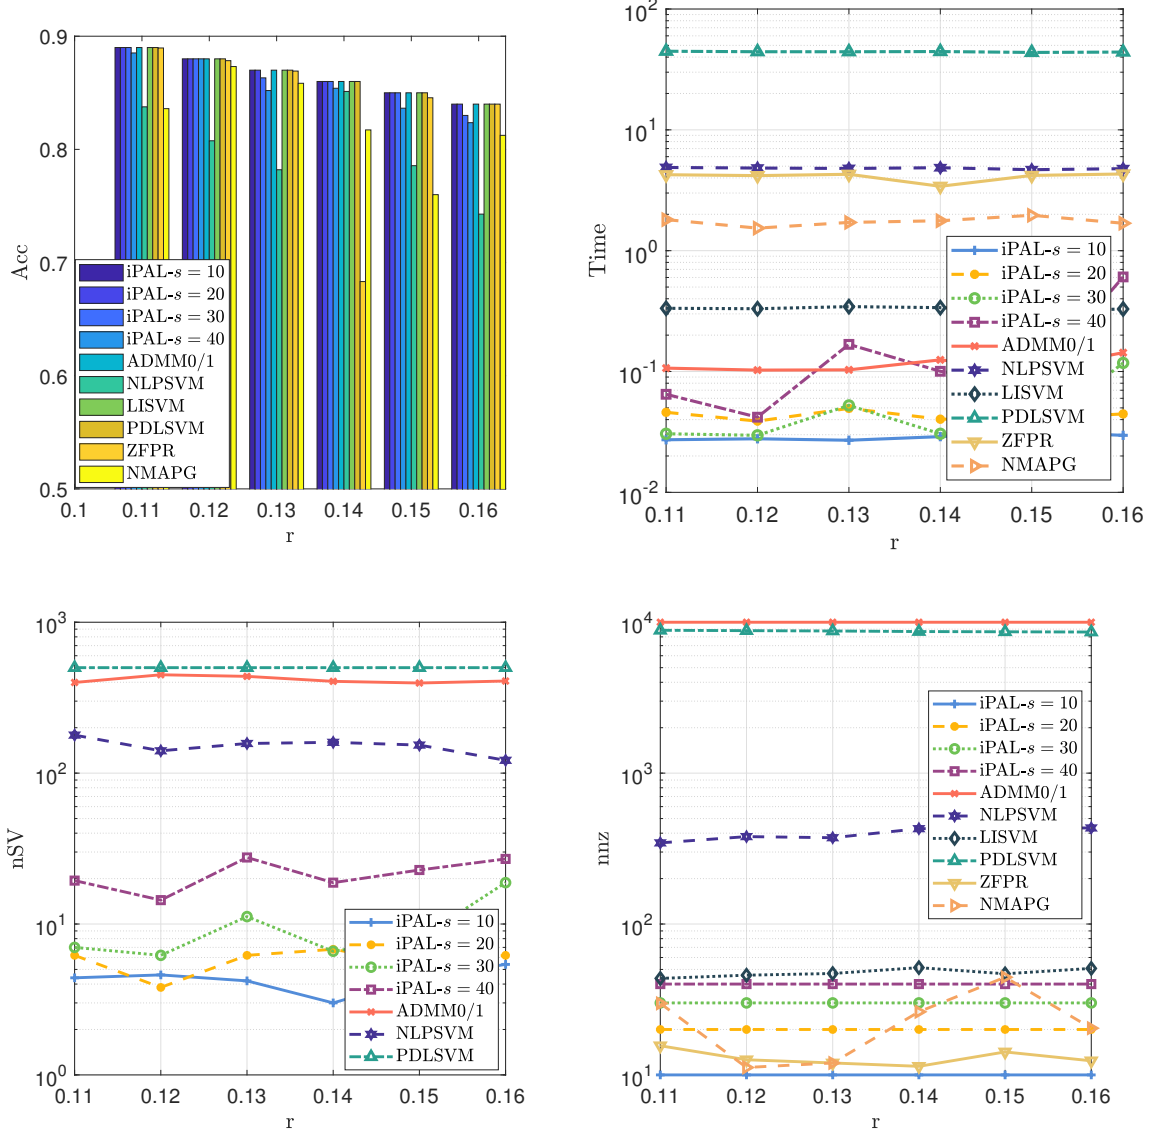 0.9
0.8
0.7
0.6
0.5
Acc
0.1 0.11 0.12 0.13 0.14 0.15 0.16
r
iPAL-s = 10
iPAL-s = 20
iPAL-s = 30
iPAL-s = 40
ADMM0/1
NLPSVM
LISVM
PDLSVM
ZFPR
NMAPG
10^2
10^1
10^0
10^-1
10^-2
Time
0.11 0.12 0.13 0.14 0.15 0.16
r
iPAL-s = 10
iPAL-s = 20
iPAL-s = 30
iPAL-s = 40
ADMM0/1
NLPSVM
LISVM
PDLSVM
ZFPR
NMAPG
10^3
10^2
10^1
10^0
nSV
0.11 0.12 0.13 0.14 0.15 0.16
r
iPAL-s = 10
iPAL-s = 20
iPAL-s = 30
iPAL-s = 40
ADMM0/1
NLPSVM
PDLSVM
10^4
10^3
10^2
10^1
nnz
0.11 0.12 0.13 0.14 0.15 0.16
r
iPAL-s = 10
iPAL-s = 20
iPAL-s = 30
iPAL-s = 40
ADMM0/1
NLPSVM
LISVM
PDLSVM
ZFPR
NMAPG